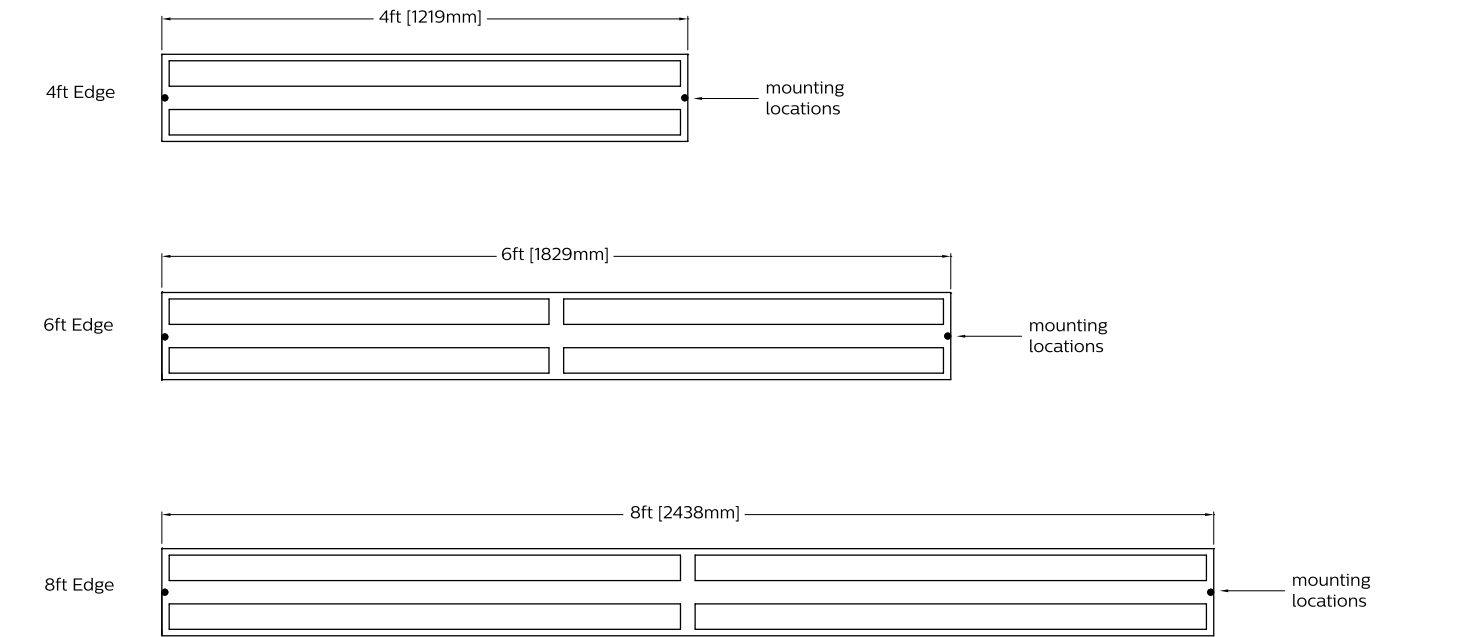 4ft [1219mm]
4ft Edge
mounting
locations
6ft [1829mm]
6ft Edge
mounting
locations
8ft [2438mm]
8ft Edge
mounting
locations